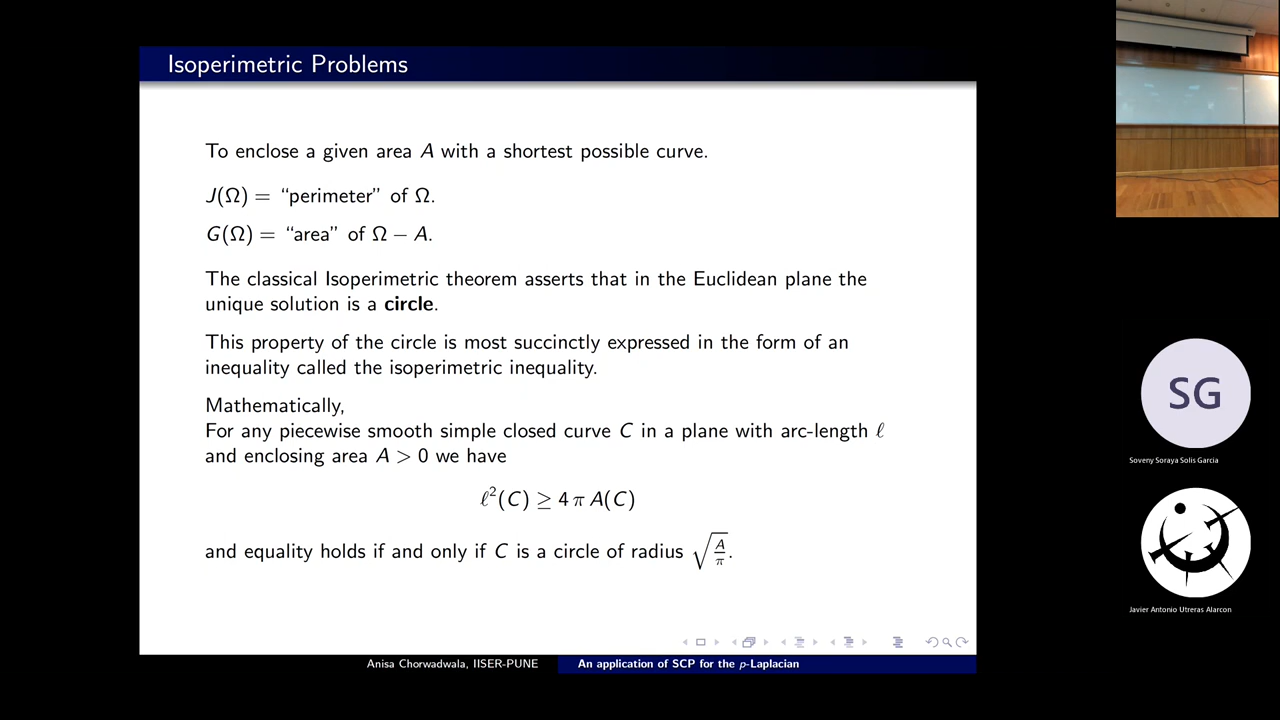 Isoperimetric Problems
To enclose a given area A with a shortest possible curve.
J(Ω) = “perimeter” of Ω.
G(Ω) = “area” of Ω − A.
The classical Isoperimetric theorem asserts that in the Euclidean plane the
unique solution is a circle.
This property of the circle is most succinctly expressed in the form of an
inequality called the isoperimetric inequality.
Mathematically,
For any piecewise smooth simple closed curve C in a plane with arc-length ℓ
and enclosing area A > 0 we have
ℓ²(C) ≥ 4 π A(C)
and equality holds if and only if C is a circle of radius √(A/π).
Anisa Chorwadwala, IISER-PUNE
An application of SCP for the p-Laplacian
SG
Soveny Soraya Solis Garcia
Javier Antonio Utreras Alarcon